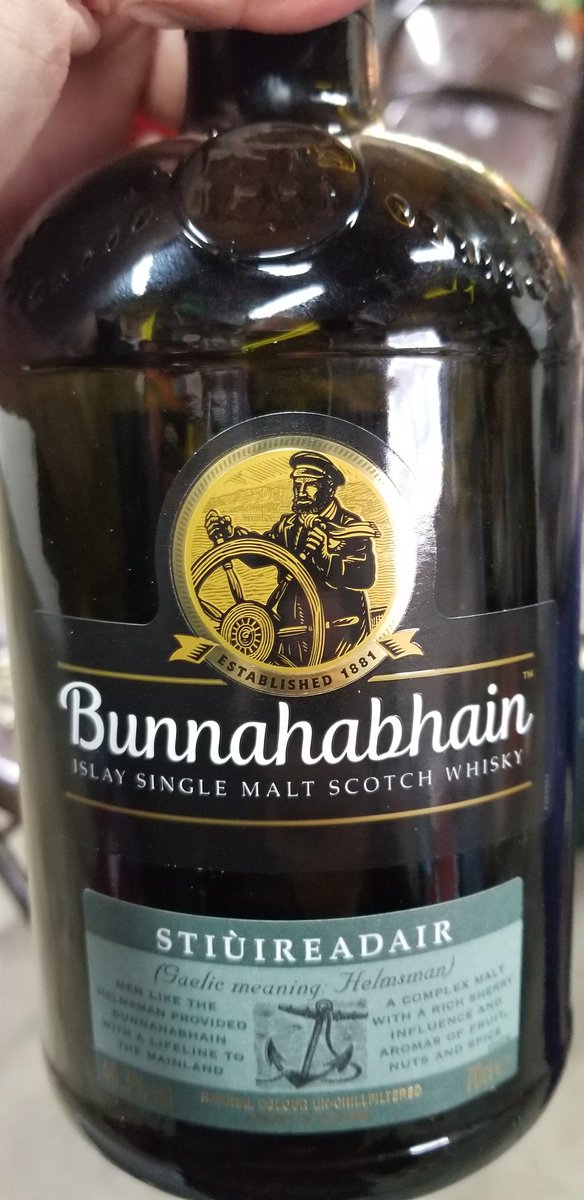 ESTABLISHED 1881
Bunnahabhain™
ISLAY SINGLE MALT SCOTCH WHISKY
STIÙIREADAIR
(Gaelic meaning: Helmsman)
MEN LIKE THE
HELMSMAN PROVIDED
BUNNAHABHAIN
WITH A LIFELINE TO
THE MAINLAND
A COMPLEX MALT
WITH A RICH SHERRY
INFLUENCE AND
AROMAS OF FRUIT,
NUTS AND SPICE
NATURAL COLOUR UN-CHILLFILTERED
70cl